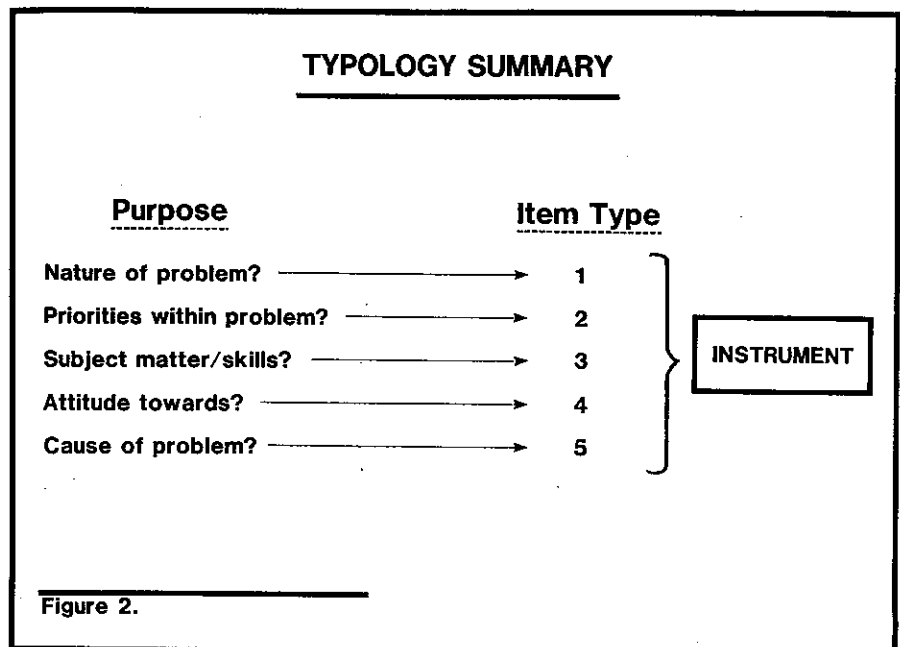 TYPOLOGY SUMMARY
Purpose Item Type
Nature of problem? 1
Priorities within problem? 2
Subject matter/skills? 3
Attitude towards? 4
Cause of problem? 5
INSTRUMENT
Figure 2.